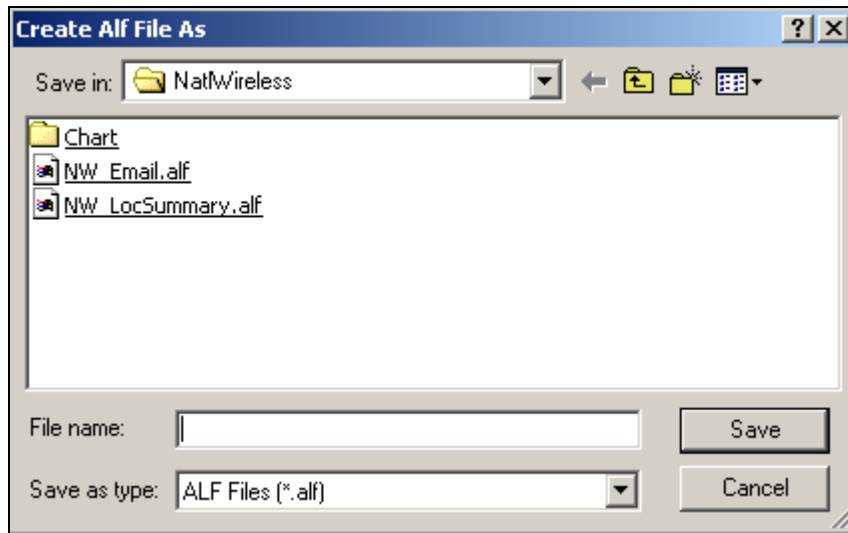 Create Alf File As
Save in: NatlWireless
Chart
NW_Email.alf
NW_LocSummary.alf
File name:
Save
Save as type: ALF Files (*.alf)
Cancel